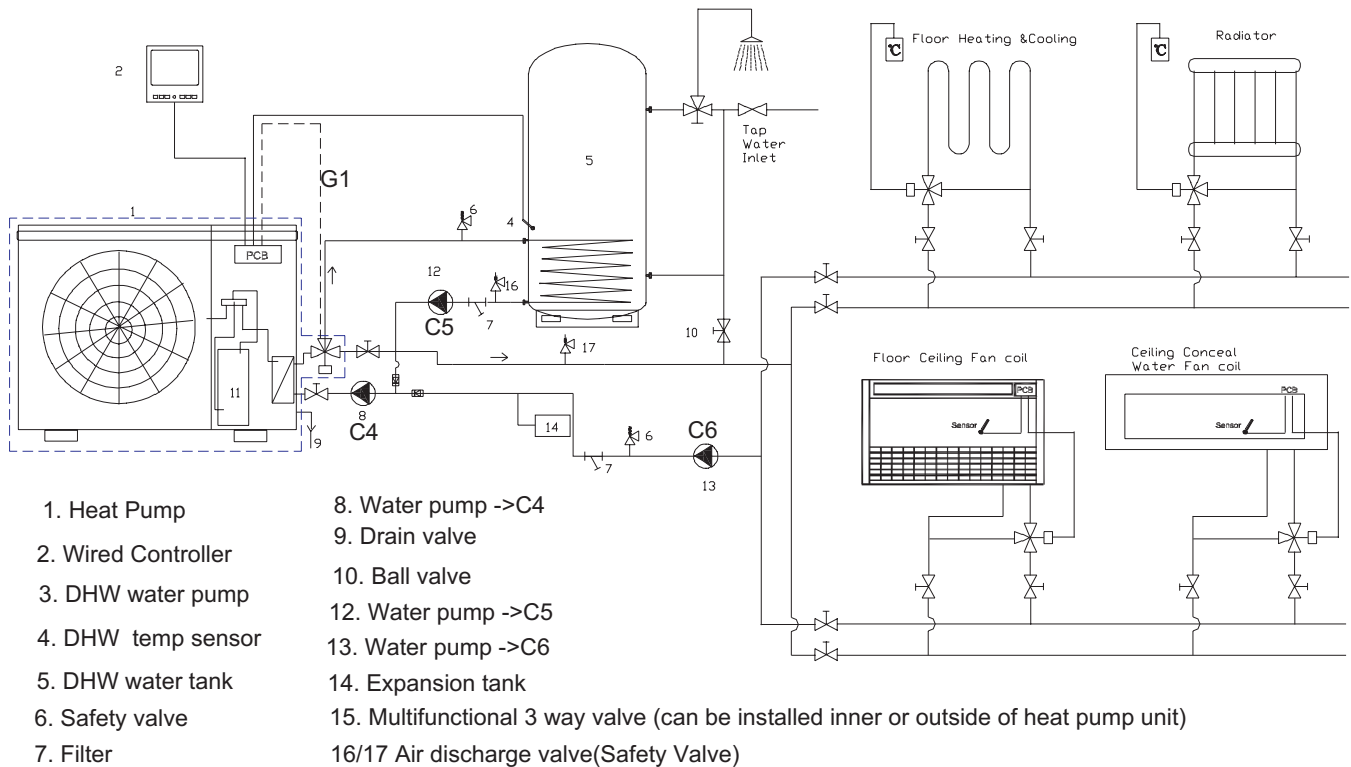 Floor Heating &Cooling
Radiator
°C
°C
2
Tap
Water
Inlet
5
G1
1
6
4
PCB
12
16
C5
7
10
17
Floor Ceiling Fan coil
Ceiling Conceal
Water Fan coil
PCB
PCB
11
8
C4
14
6
C6
Sensor
Sensor
9
7
13
1. Heat Pump
2. Wired Controller
3. DHW water pump
4. DHW temp sensor
5. DHW water tank
6. Safety valve
7. Filter
8. Water pump ->C4
9. Drain valve
10. Ball valve
12. Water pump ->C5
13. Water pump ->C6
14. Expansion tank
15. Multifunctional 3 way valve (can be installed inner or outside of heat pump unit)
16/17 Air discharge valve(Safety Valve)